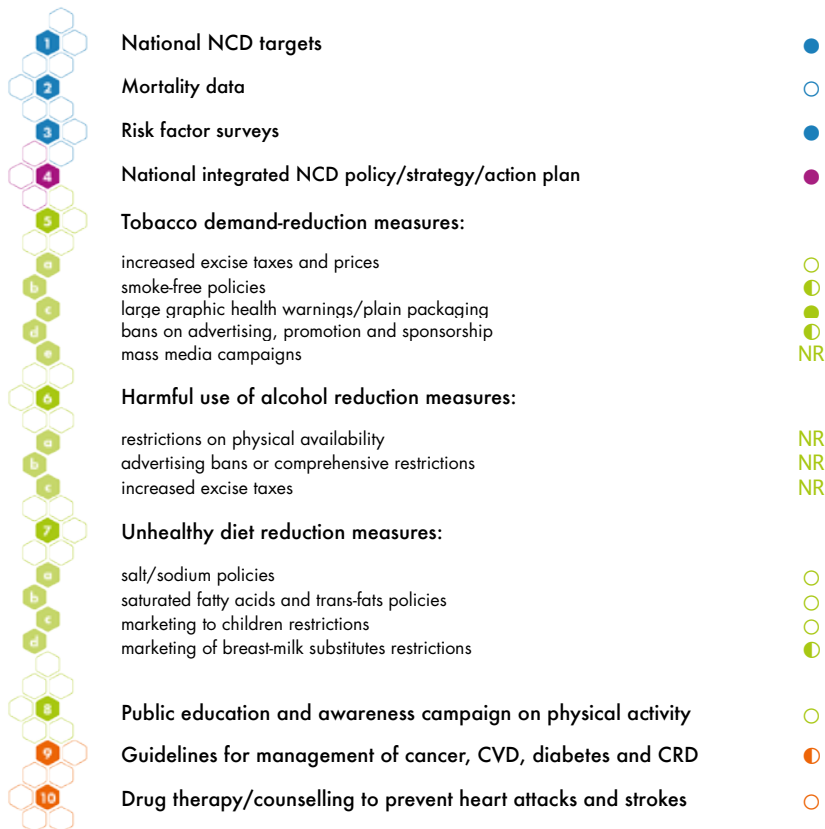 1 National NCD targets ●
2 Mortality data ○
3 Risk factor surveys ●
4 National integrated NCD policy/strategy/action plan ●
5 Tobacco demand-reduction measures:
a increased excise taxes and prices ○
b smoke-free policies ◐
c large graphic health warnings/plain packaging ●
d bans on advertising, promotion and sponsorship ◐
e mass media campaigns NR
6 Harmful use of alcohol reduction measures:
a restrictions on physical availability NR
b advertising bans or comprehensive restrictions NR
c increased excise taxes NR
7 Unhealthy diet reduction measures:
a salt/sodium policies ○
b saturated fatty acids and trans-fats policies ○
c marketing to children restrictions ○
d marketing of breast-milk substitutes restrictions ◐
8 Public education and awareness campaign on physical activity ○
9 Guidelines for management of cancer, CVD, diabetes and CRD ◐
10 Drug therapy/counselling to prevent heart attacks and strokes ○